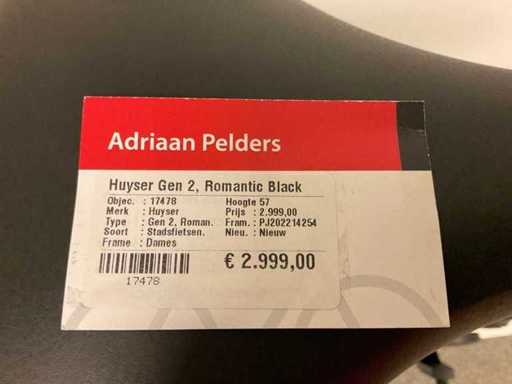 Adriaan Pelders
Huyser Gen 2, Romantic Black
Objec. : 17478 Hoogte 57
Merk : Huyser Prijs : 2.999,00
Type : Gen 2, Roman. Fram. : PJ202214254
Soort : Stadsfietsen. Nieu. : Nieuw
Frame : Dames
€ 2.999,00
17478